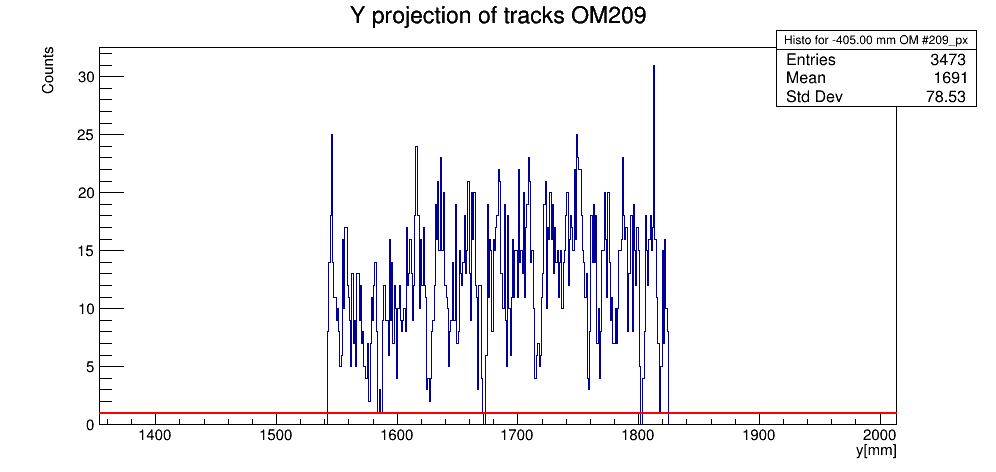 Y projection of tracks OM209
Histo for -405.00 mm OM #209_px
Entries 3473
Mean 1691
Std Dev 78.53
Counts
30
25
20
15
10
5
0
1400 1500 1600 1700 1800 1900 2000
y[mm]